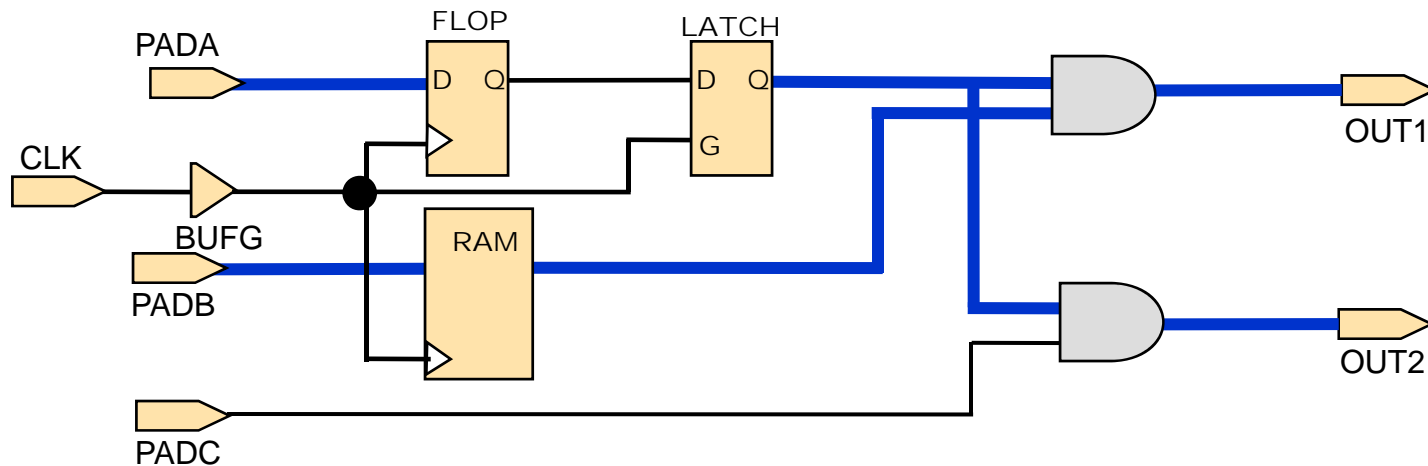 FLOP
LATCH
PADA
D
Q
D
Q
OUT1
G
CLK
BUFG
RAM
PADB
OUT2
PADC